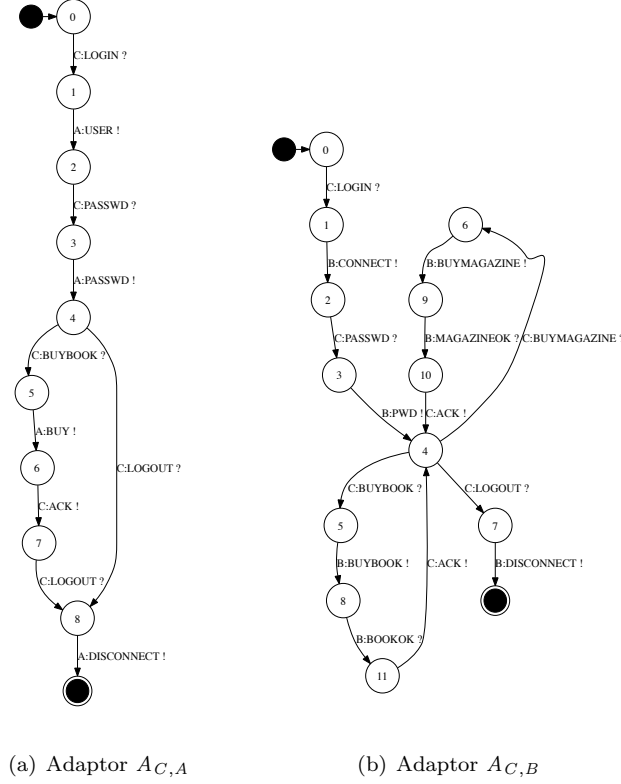 0
C:LOGIN ?
1
A:USER !
2
C:PASSWD ?
3
A:PASSWD !
4
C:BUYBOOK ?
5
A:BUY !
6
C:LOGOUT ?
C:ACK !
7
C:LOGOUT ?
8
A:DISCONNECT !
0
C:LOGIN ?
1
6
B:CONNECT !
B:BUYMAGAZINE !
2
9
C:PASSWD ?
B:MAGAZINEOK ?
C:BUYMAGAZINE ?
3
10
B:PWD !
C:ACK !
4
C:BUYBOOK ?
C:LOGOUT ?
5
7
B:BUYBOOK !
C:ACK !
B:DISCONNECT !
8
B:BOOKOK ?
11
(a) Adaptor A_{C,A}
(b) Adaptor A_{C,B}